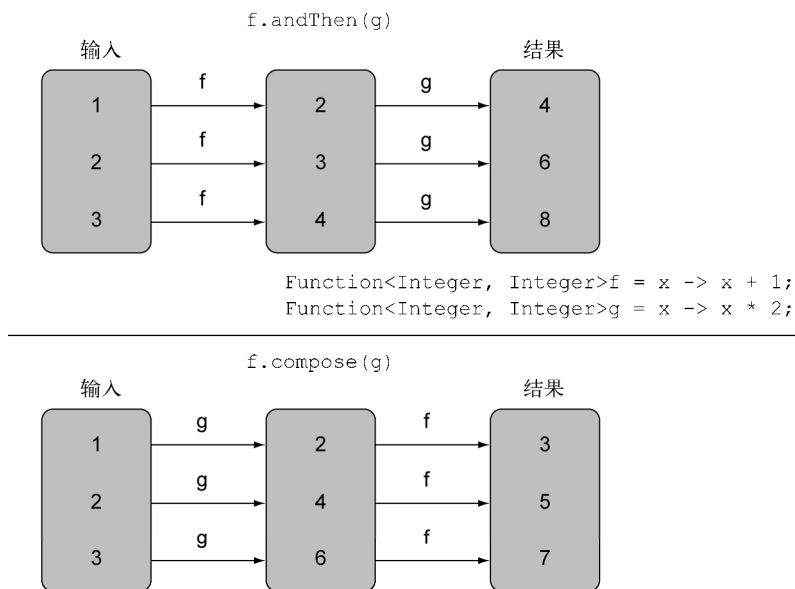 f.andThen(g)
输入 结果
f g
1 2 4
f g
2 3 6
f g
3 4 8
Function<Integer, Integer>f = x -> x + 1;
Function<Integer, Integer>g = x -> x * 2;
f.compose(g)
输入 结果
g f
1 2 3
g f
2 4 5
g f
3 6 7